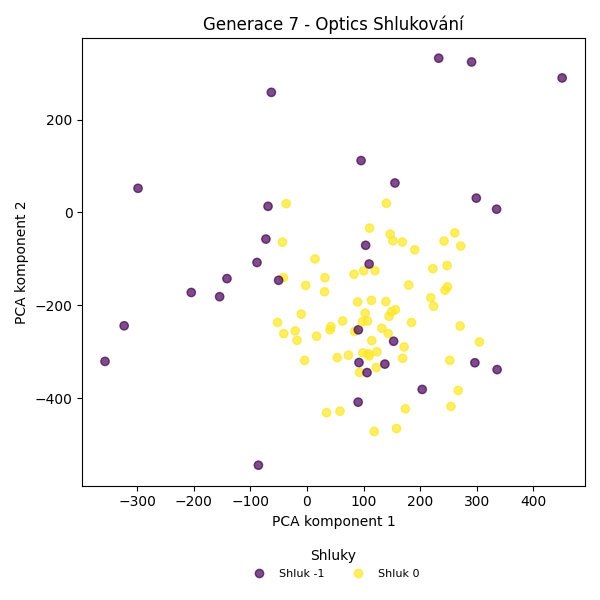 Generace 7 - Optics Shlukování
PCA komponent 2
200
0
−200
−400
−300
−200
−100
0
100
200
300
400
PCA komponent 1
Shluky
Shluk -1
Shluk 0